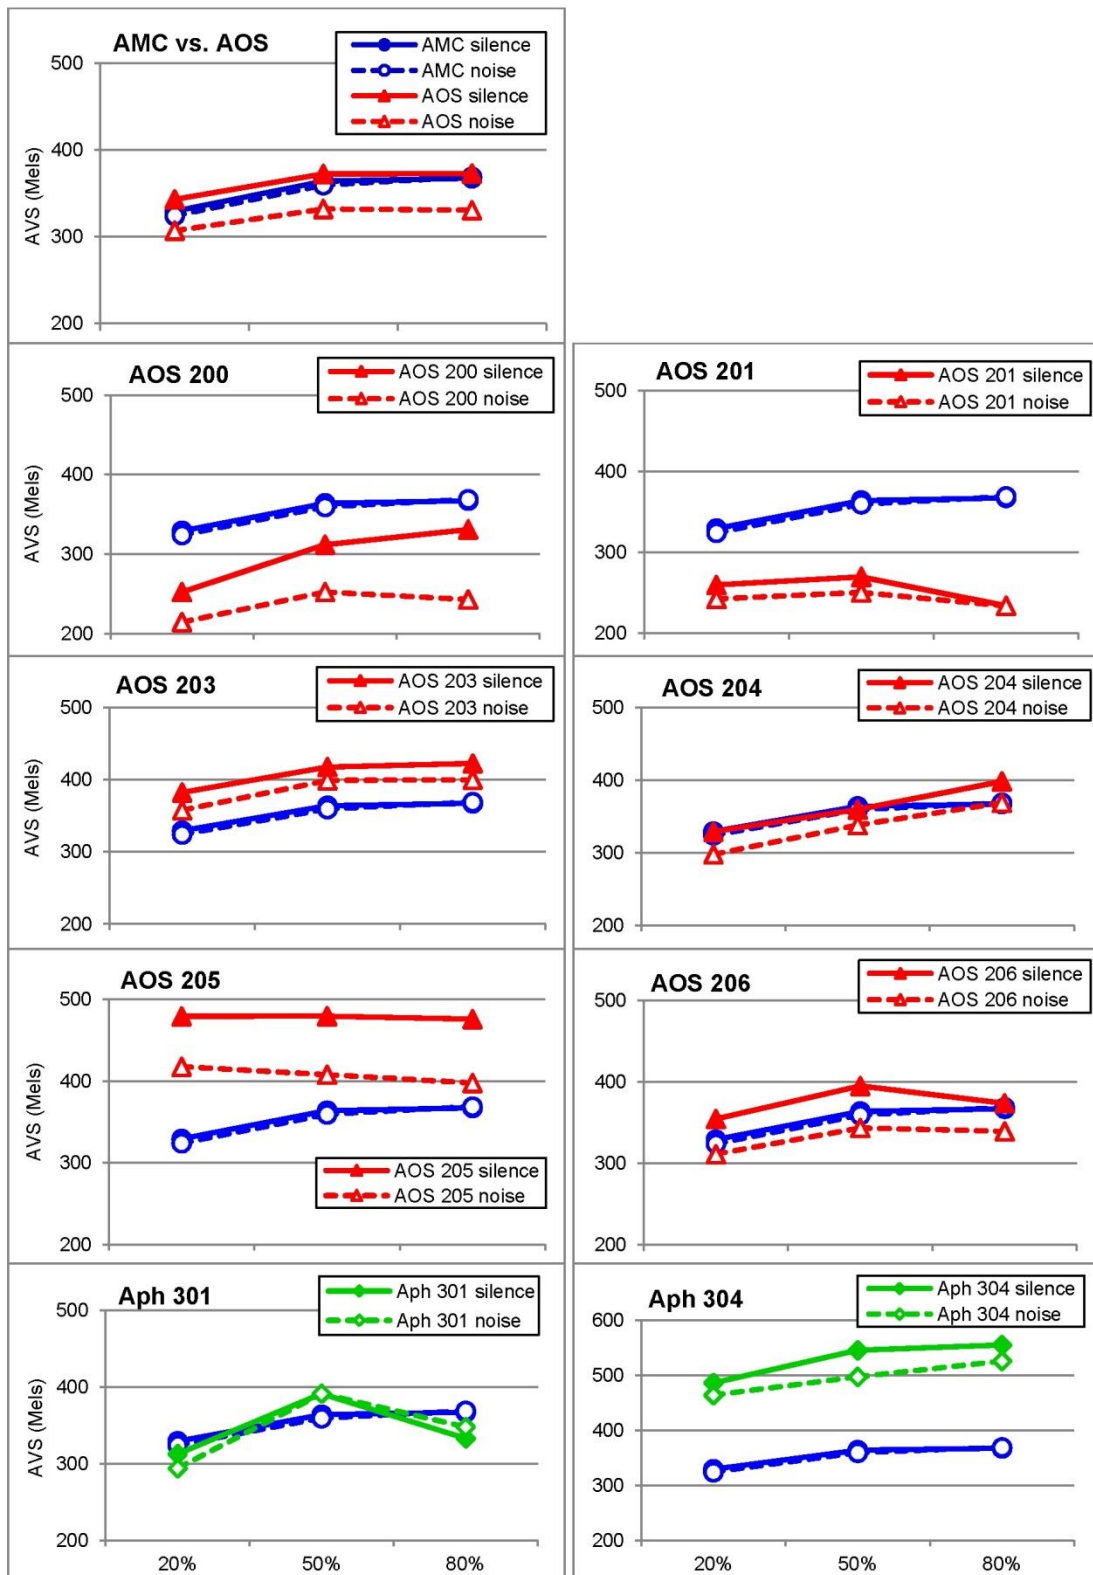 AMC vs. AOS
AMC silence
AMC noise
AOS silence
AOS noise
500
400
300
200
AVS (Mels)
AOS 200
AOS 200 silence
AOS 200 noise
500
400
300
200
AVS (Mels)
AOS 201
AOS 201 silence
AOS 201 noise
500
400
300
200
AOS 203
AOS 203 silence
AOS 203 noise
500
400
300
200
AVS (Mels)
AOS 204
AOS 204 silence
AOS 204 noise
500
400
300
200
AOS 205
500
400
300
200
AVS (Mels)
AOS 205 silence
AOS 205 noise
AOS 206
AOS 206 silence
AOS 206 noise
500
400
300
200
Aph 301
Aph 301 silence
Aph 301 noise
500
400
300
200
AVS (Mels)
20% 50% 80%
Aph 304
Aph 304 silence
Aph 304 noise
600
500
400
300
200
20% 50% 80%